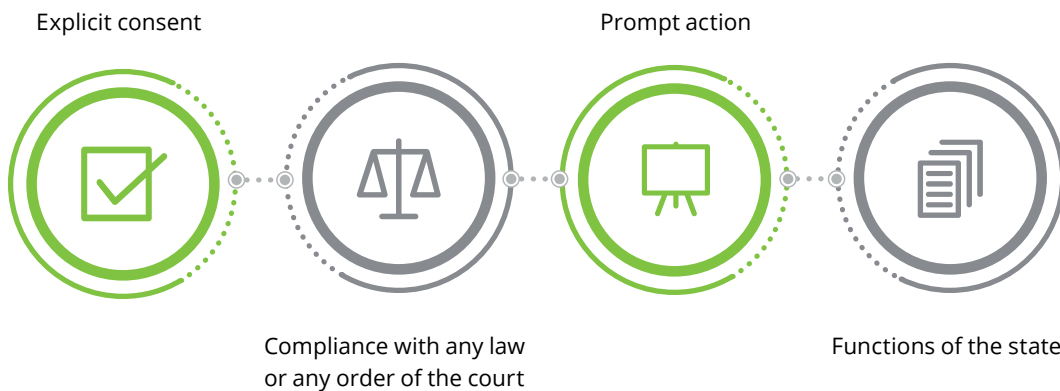 Explicit consent
Prompt action
Compliance with any law
or any order of the court
Functions of the state